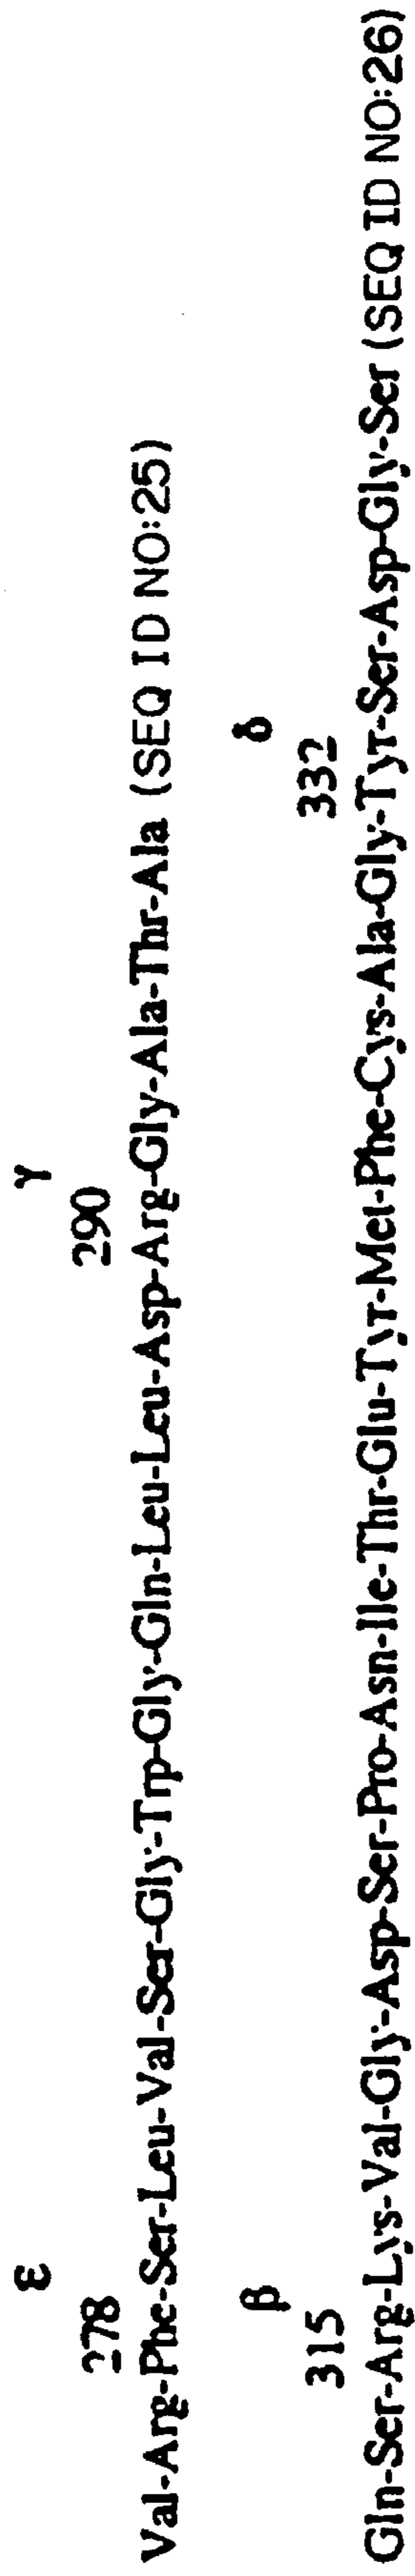 ε γ
278 290
Val-Arg-Phe-Ser-Leu-Val-Ser-Gly-Trp-Gly-Gln-Leu-Leu-Asp-Arg-Gly-Ala-Thr-Ala (SEQ ID NO:25)
β δ
315 332
Gln-Ser-Arg-Lys-Val-Gly-Asp-Ser-Pro-Asn-Ile-Thr-Glu-Tyr-Met-Phe-Cys-Ala-Gly-Tyr-Ser-Asp-Gly-Ser (SEQ ID NO:26)